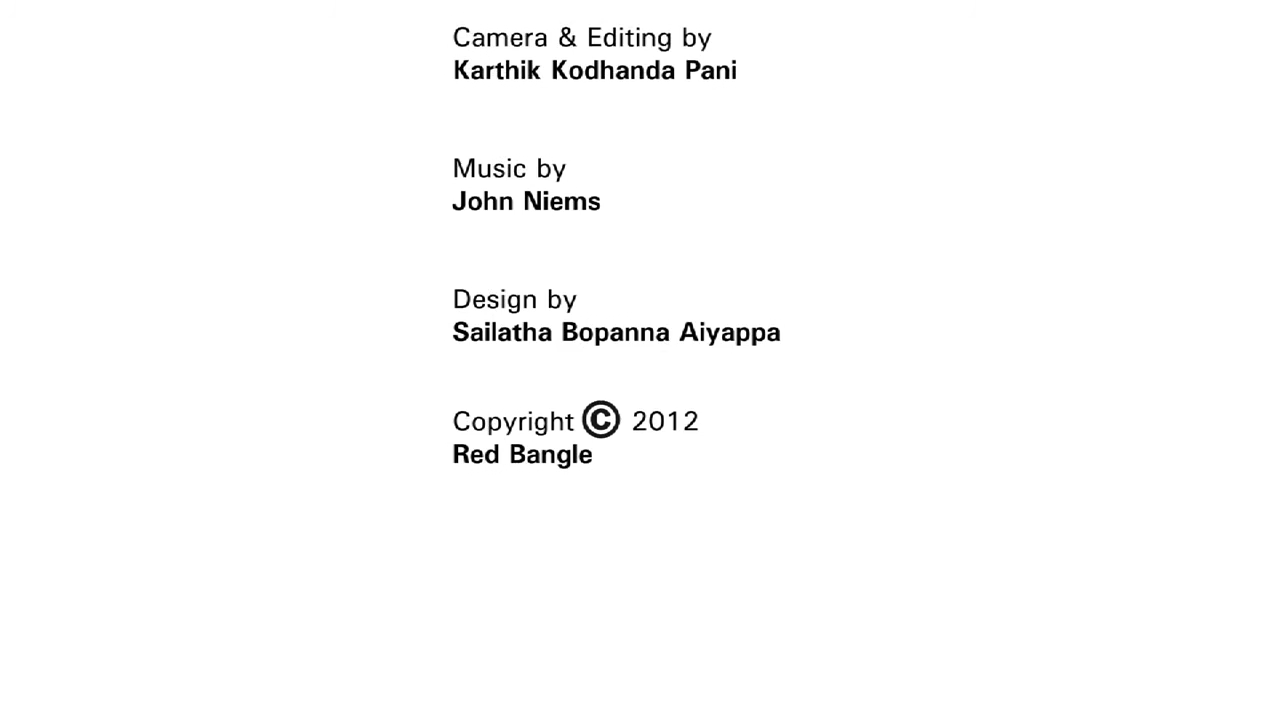 Camera & Editing by
Karthik Kodhanda Pani
Music by
John Niems
Design by
Sailatha Bopanna Aiyappa
Copyright © 2012
Red Bangle